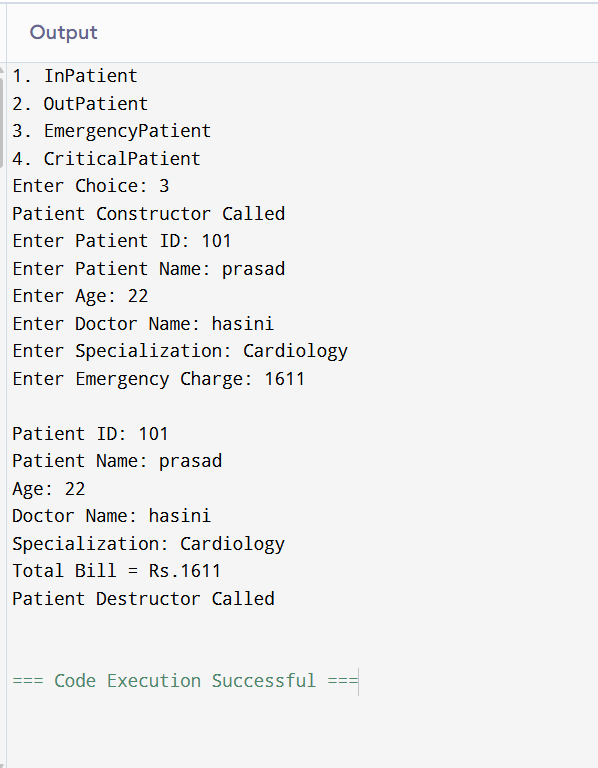 Output
1. InPatient
2. OutPatient
3. EmergencyPatient
4. CriticalPatient
Enter Choice: 3
Patient Constructor Called
Enter Patient ID: 101
Enter Patient Name: prasad
Enter Age: 22
Enter Doctor Name: hasini
Enter Specialization: Cardiology
Enter Emergency Charge: 1611
Patient ID: 101
Patient Name: prasad
Age: 22
Doctor Name: hasini
Specialization: Cardiology
Total Bill = Rs.1611
Patient Destructor Called
=== Code Execution Successful ===